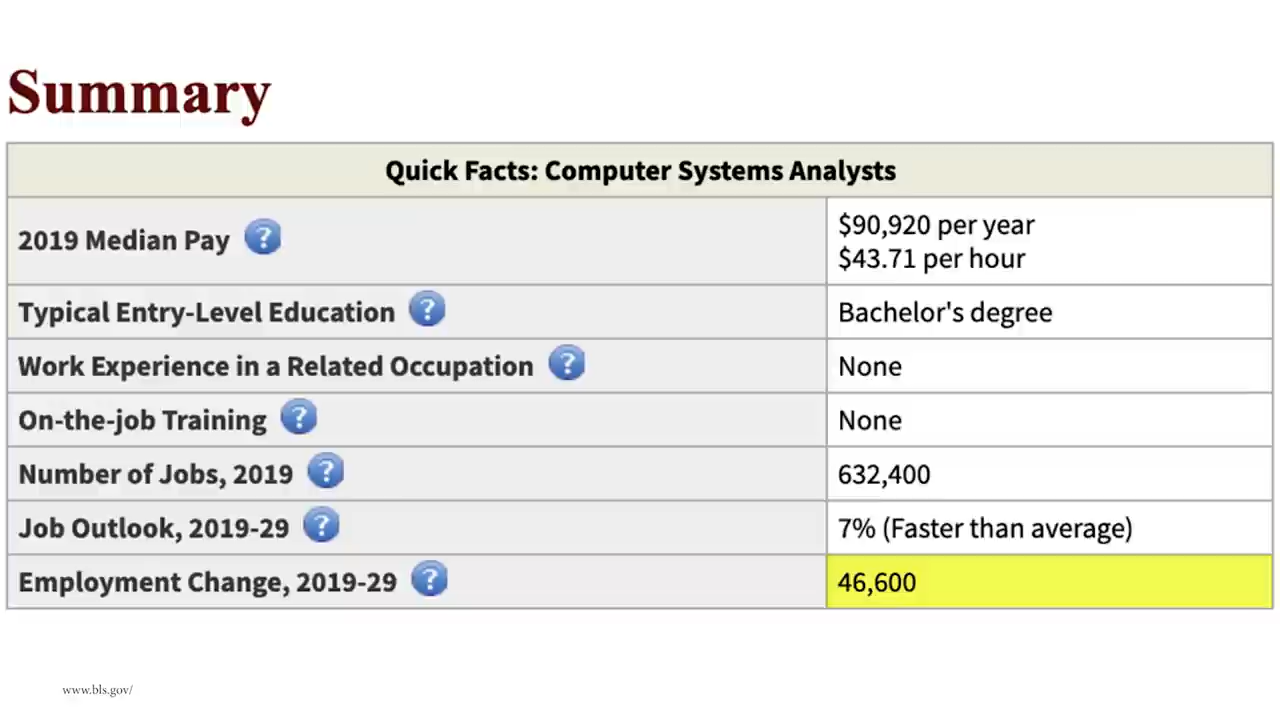 Summary
Quick Facts: Computer Systems Analysts
2019 Median Pay ?
$90,920 per year
$43.71 per hour
Typical Entry-Level Education ?
Bachelor's degree
Work Experience in a Related Occupation ?
None
On-the-job Training ?
None
Number of Jobs, 2019 ?
632,400
Job Outlook, 2019-29 ?
7% (Faster than average)
Employment Change, 2019-29 ?
46,600
www.bls.gov/